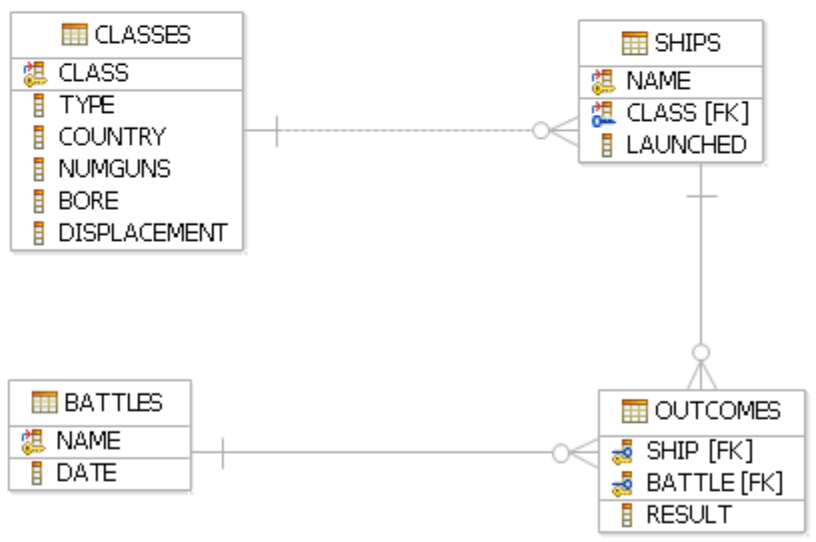 CLASSES
CLASS
TYPE
COUNTRY
NUMGUNS
BORE
DISPLACEMENT
SHIPS
NAME
CLASS [FK]
LAUNCHED
BATTLES
NAME
DATE
OUTCOMES
SHIP [FK]
BATTLE [FK]
RESULT